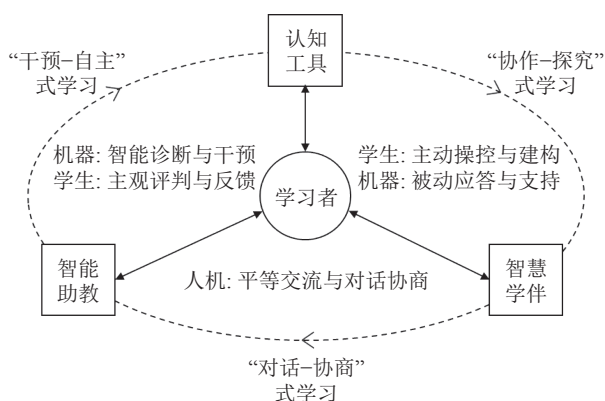 认知
工具
“干预–自主”
式学习
“协作–探究”
式学习
机器: 智能诊断与干预
学生: 主观评判与反馈
学生: 主动操控与建构
机器: 被动应答与支持
学习者
智能
助教
人机: 平等交流与对话协商
智慧
学伴
“对话–协商”
式学习